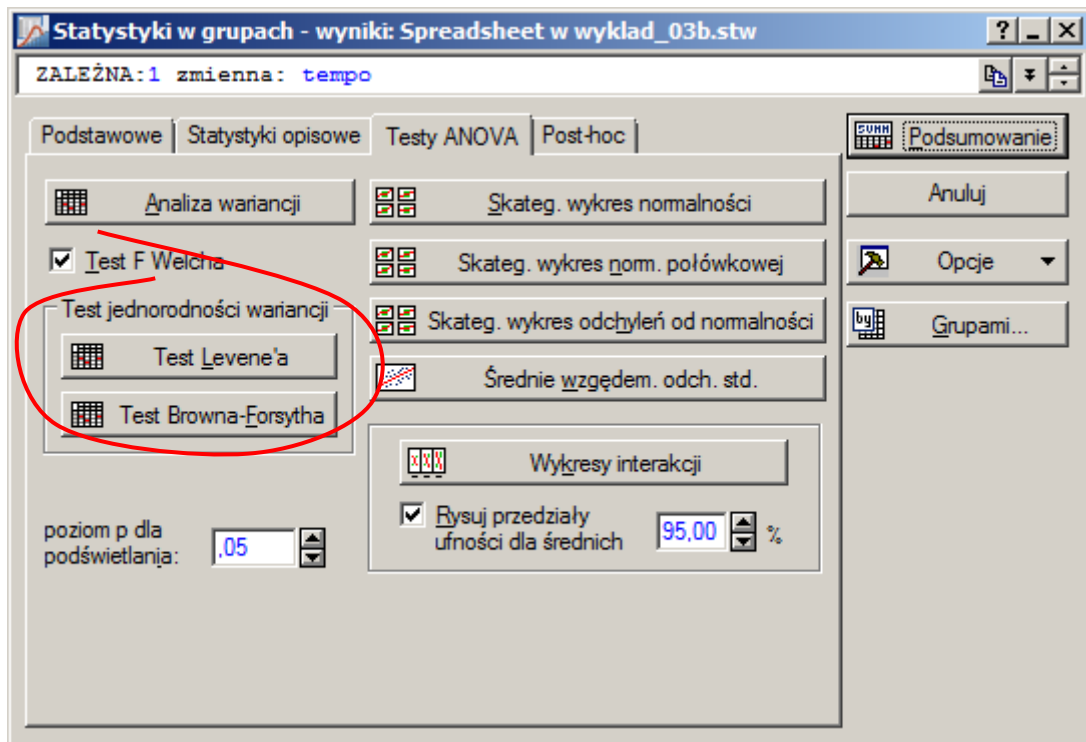 Statystyki w grupach - wyniki: Spreadsheet w wyklad_03b.stw
ZALEŻNA:1 zmienna: tempo
Podstawowe Statystyki opisowe Testy ANOVA Post-hoc
Analiza wariancji
Test F Welcha
Test jednorodności wariancji
Test Levene'a
Test Browna-Forsytha
poziom p dla
podświetlania:
,05
Skateg. wykres normalności
Skateg. wykres norm. połówkowej
Skateg. wykres odchyleń od normalności
Średnie względem. odch. std.
Wykresy interakcji
Rysuj przedziały
ufności dla średnich
95,00 %
SUMM Podsumowanie
Anuluj
Opcje
by Grupami...